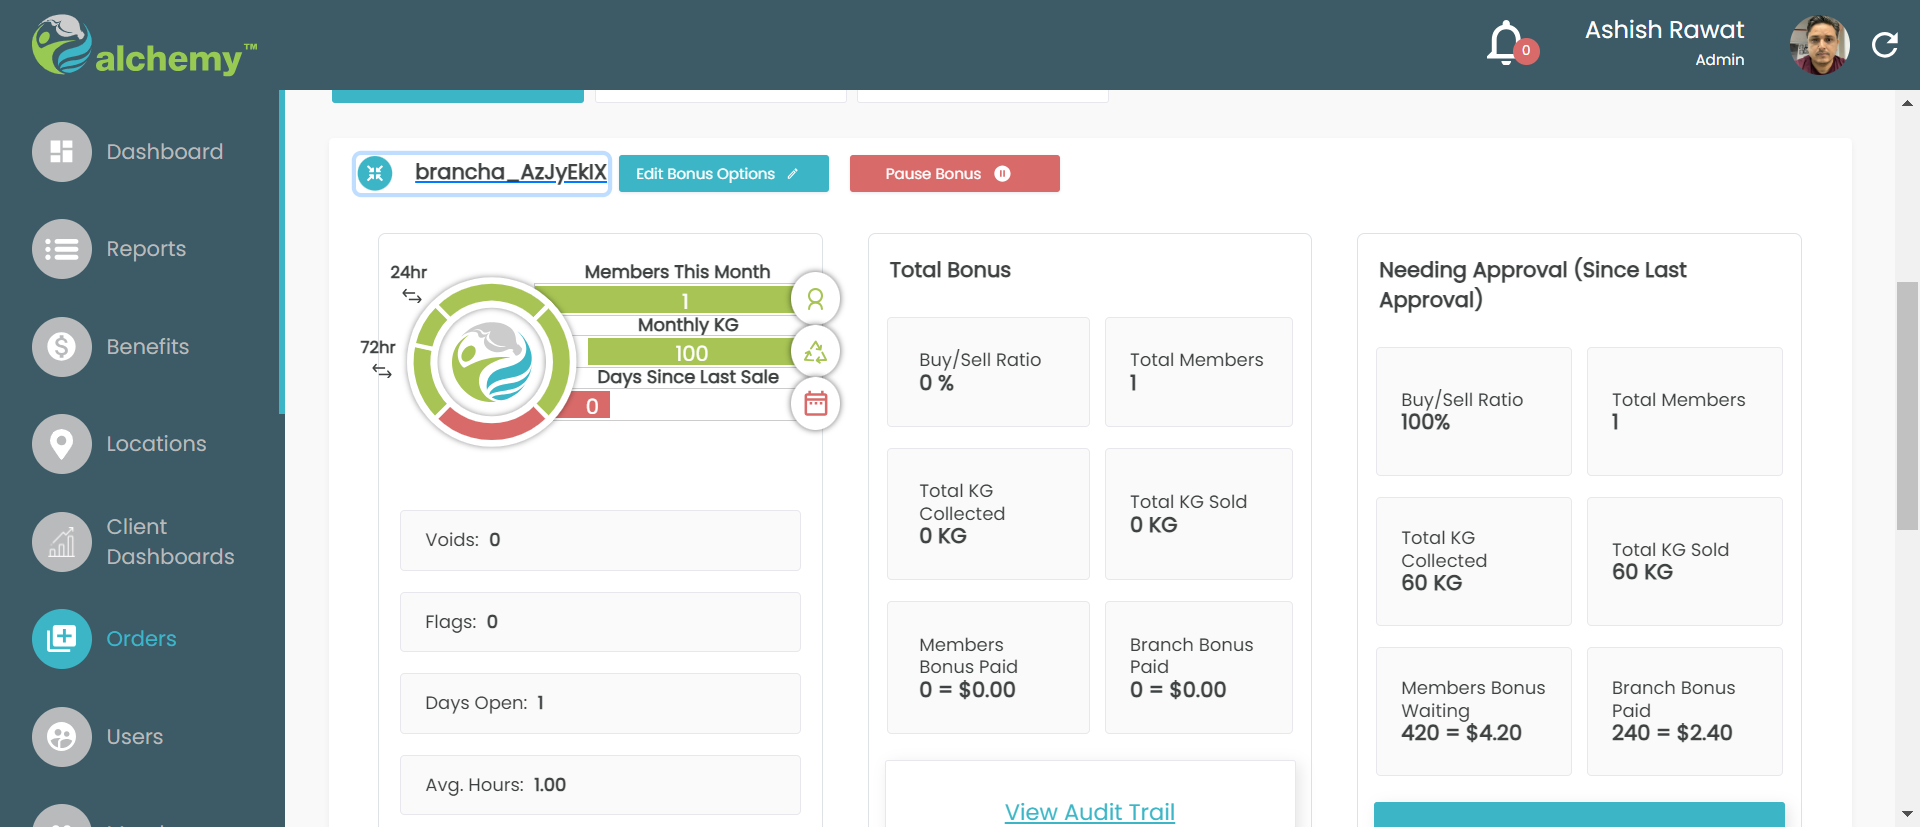 alchemy™
0
Ashish Rawat
Admin
Dashboard
Reports
Benefits
Locations
Client
Dashboards
Orders
Users
brancha_AzJyEkIX
Edit Bonus Options
Pause Bonus
24hr
72hr
Members This Month
1
Monthly KG
100
Days Since Last Sale
0
Voids: 0
Flags: 0
Days Open: 1
Avg. Hours: 1.00
Total Bonus
Buy/Sell Ratio
0 %
Total Members
1
Total KG
Collected
0 KG
Total KG Sold
0 KG
Members
Bonus Paid
0 = $0.00
Branch Bonus
Paid
0 = $0.00
View Audit Trail
Needing Approval (Since Last
Approval)
Buy/Sell Ratio
100%
Total Members
1
Total KG
Collected
60 KG
Total KG Sold
60 KG
Members Bonus
Waiting
420 = $4.20
Branch Bonus
Paid
240 = $2.40